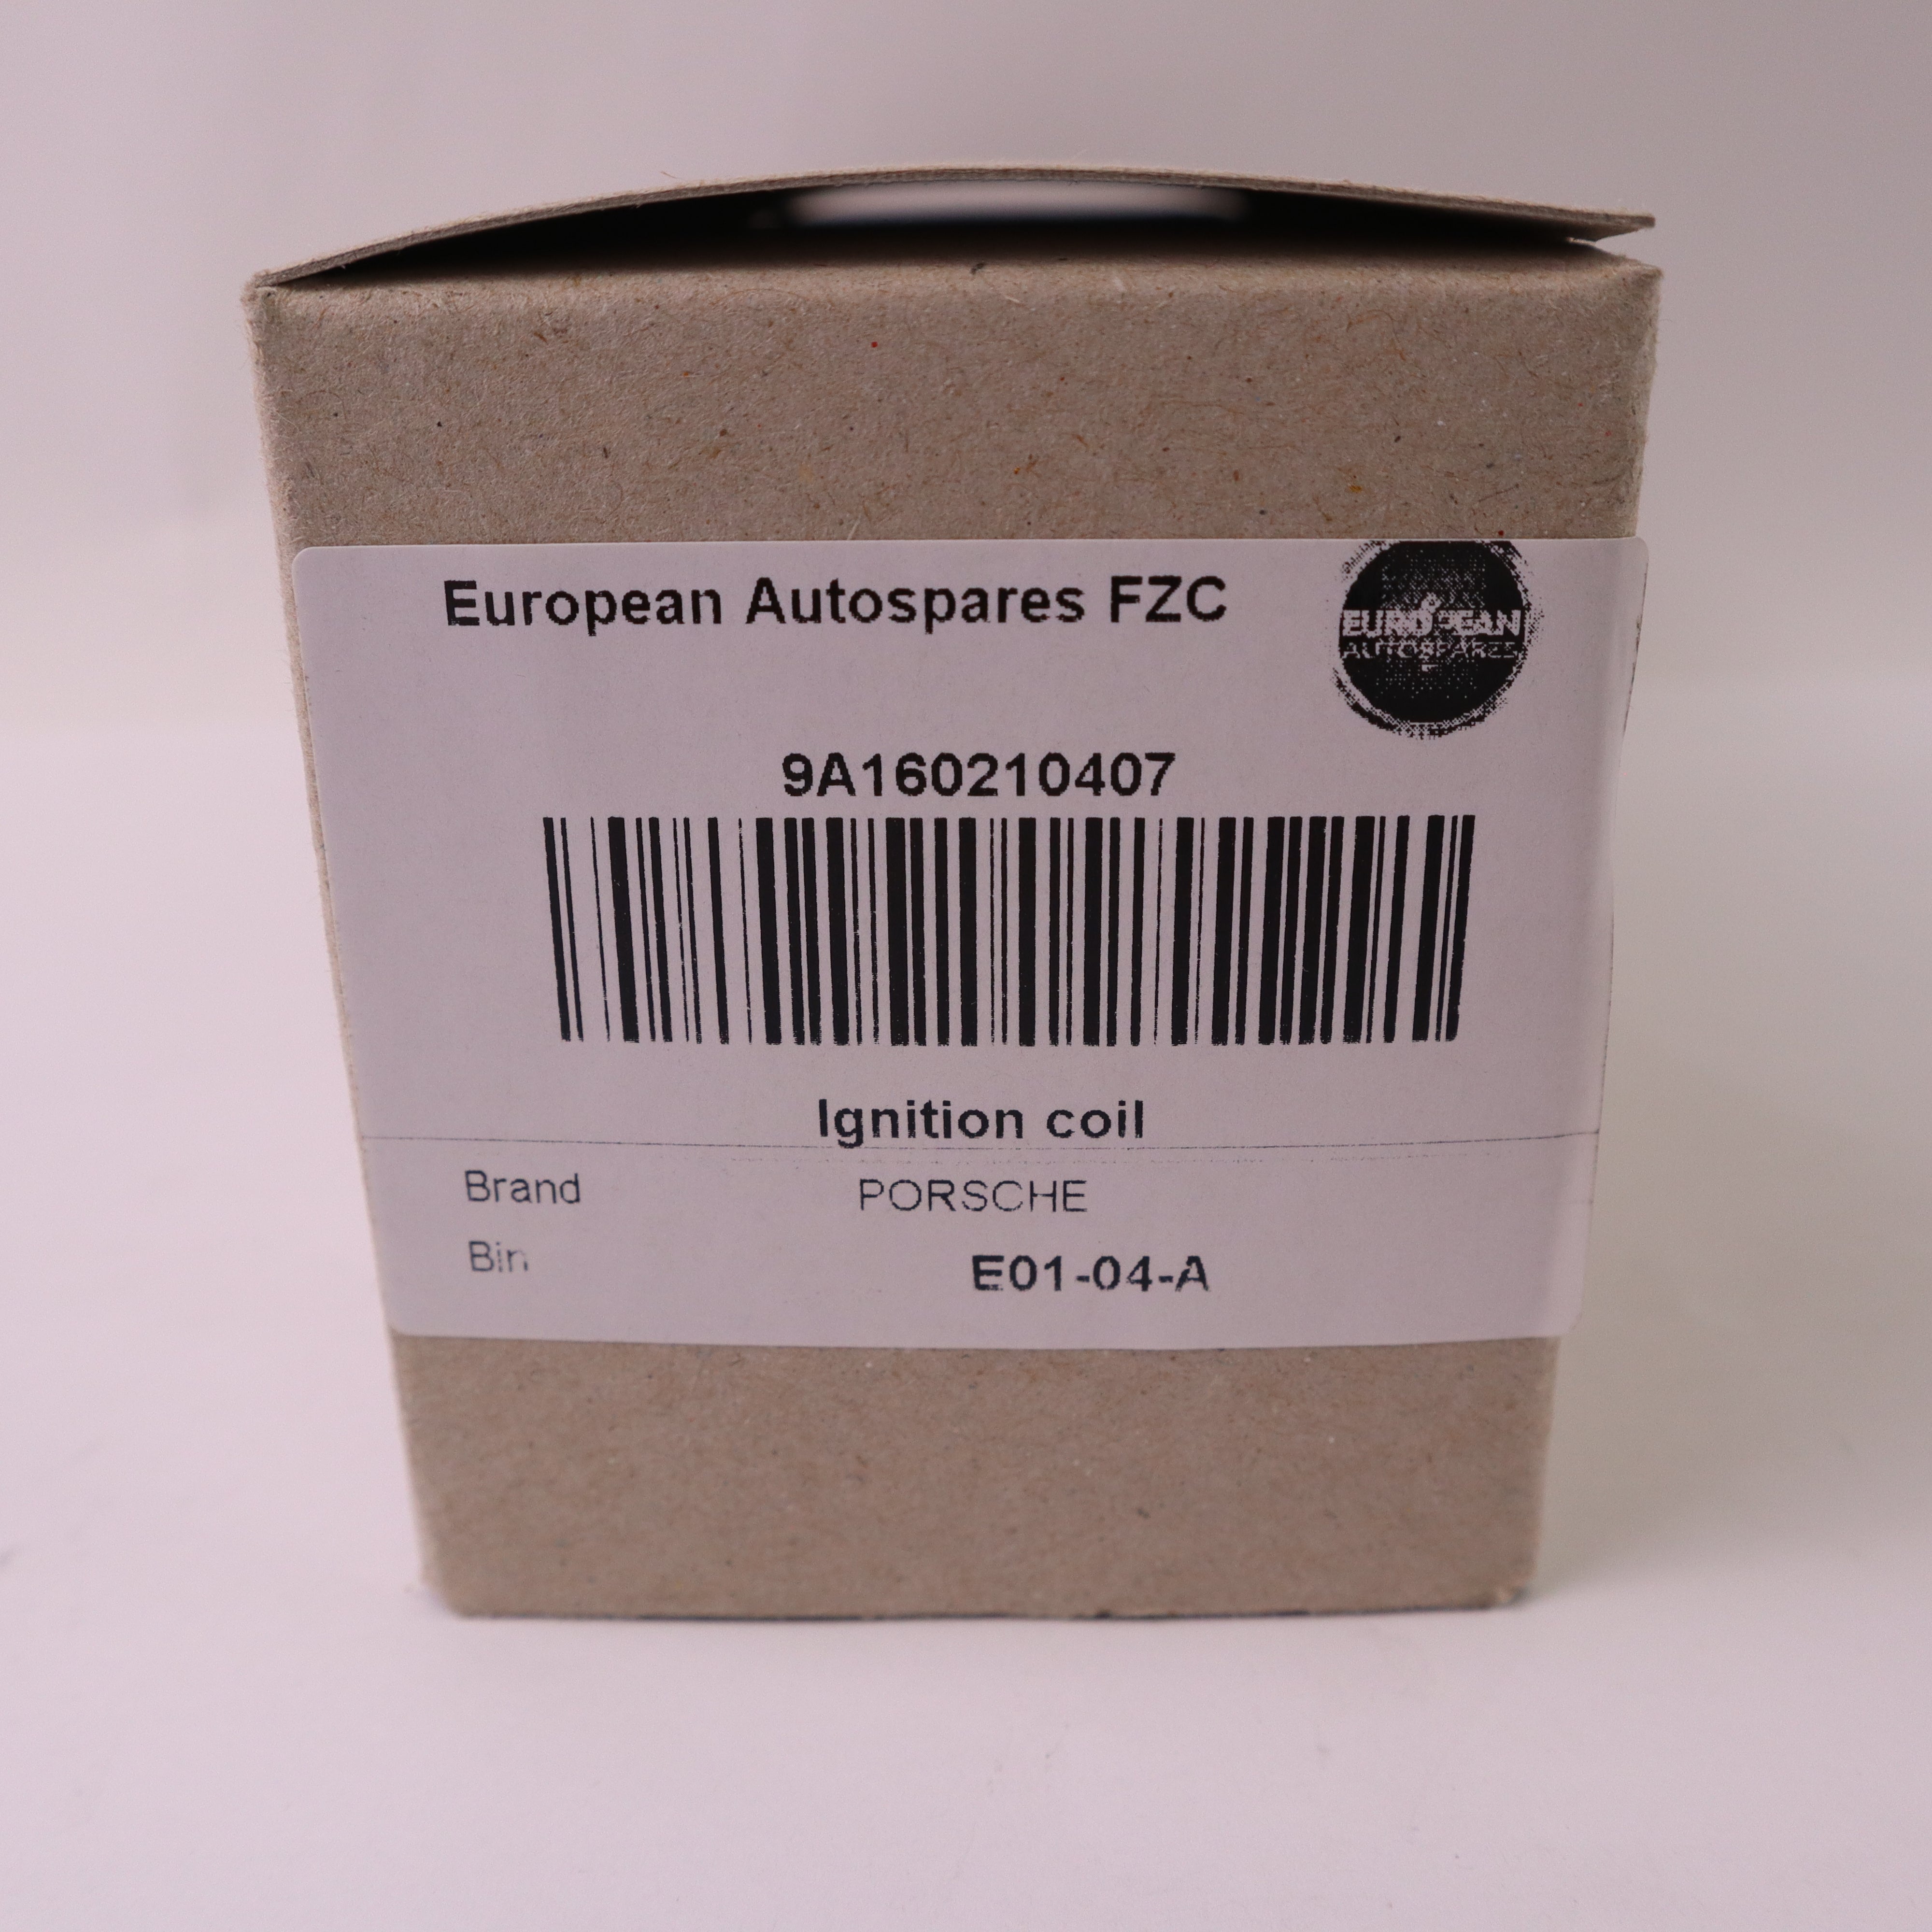 European Autospares FZC
EUROPEAN
AUTOSPARES
9A160210407
Ignition coil
Brand PORSCHE
Bin E01-04-A